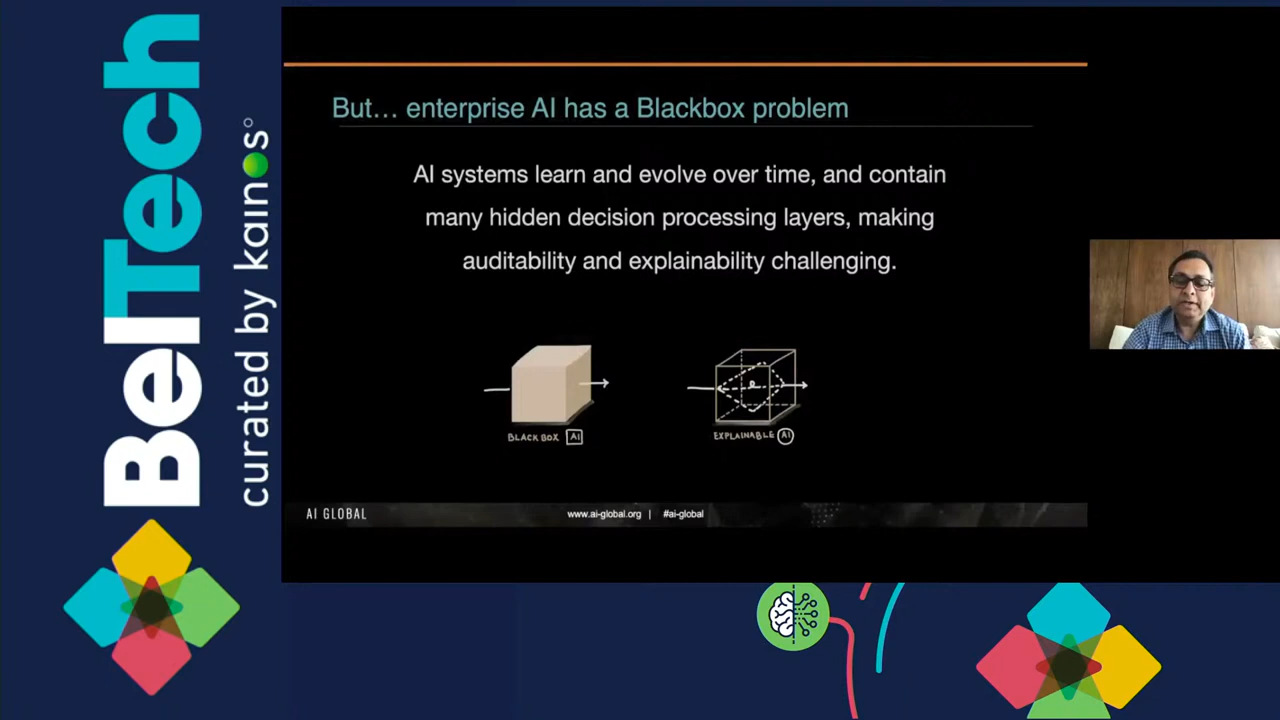 BelTech
curated by kainos°
But... enterprise AI has a Blackbox problem
AI systems learn and evolve over time, and contain
many hidden decision processing layers, making
auditability and explainability challenging.
BLACK BOX AI
EXPLAINABLE AI
AI GLOBAL
www.ai-global.org | #ai-global